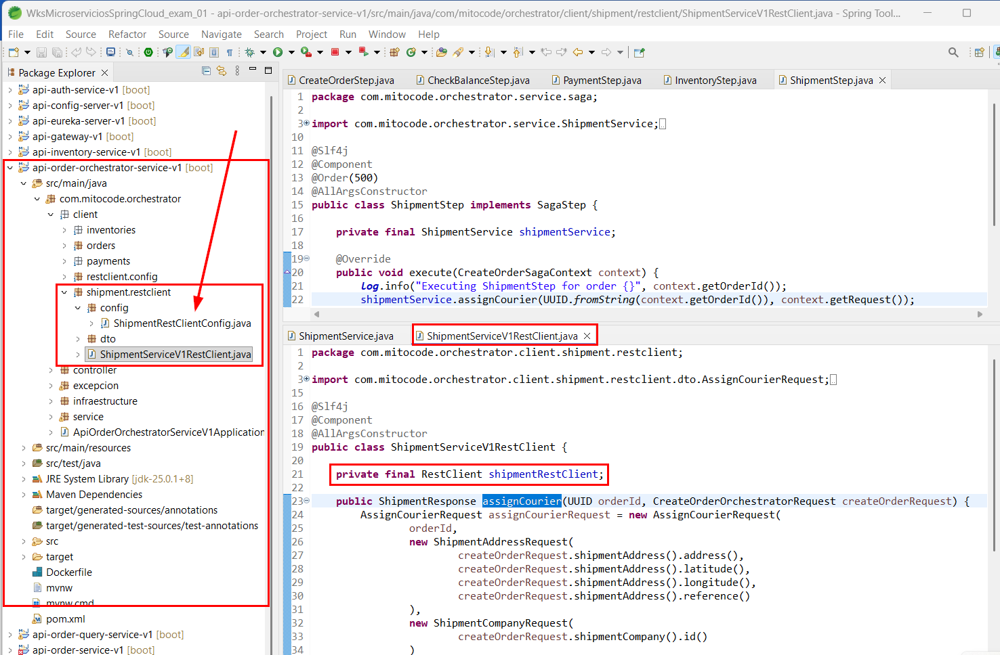 WksMicroserviciosSpringCloud_exam_01 - api-order-orchestrator-service-v1/src/main/java/com/mitocode/orchestrator/client/shipment/restclient/ShipmentServiceV1RestClient.java - Spring Tool...
File Edit Source Refactor Source Navigate Search Project Run Window Help
Package Explorer
api-auth-service-v1 [boot]
api-config-server-v1 [boot]
api-eureka-server-v1 [boot]
api-gateway-v1 [boot]
api-inventory-service-v1 [boot]
api-order-orchestrator-service-v1 [boot]
src/main/java
com.mitocode.orchestrator
client
inventories
orders
payments
restclient.config
shipment.restclient
config
ShipmentRestClientConfig.java
dto
ShipmentServiceV1RestClient.java
controller
excepcion
infraestructure
service
ApiOrderOrchestratorServiceV1Application
src/main/resources
src/test/java
JRE System Library [jdk-25.0.1+8]
Maven Dependencies
target/generated-sources/annotations
target/generated-test-sources/test-annotations
src
target
Dockerfile
mvnw
mvnw.cmd
pom.xml
api-order-query-service-v1 [boot]
api-order-service-v1 [boot]
CreateOrderStep.java CheckBalanceStep.java PaymentStep.java InventoryStep.java ShipmentStep.java
1 package com.mitocode.orchestrator.service.saga;
2
3 import com.mitocode.orchestrator.service.ShipmentService;
10
11 @Slf4j
12 @Component
13 @Order(500)
14 @AllArgsConstructor
15 public class ShipmentStep implements SagaStep {
16
17 private final ShipmentService shipmentService;
18
19 @Override
20 public void execute(CreateOrderSagaContext context) {
21 log.info("Executing ShipmentStep for order {}", context.getOrderId());
22 shipmentService.assignCourier(UUID.fromString(context.getOrderId()), context.getRequest());
ShipmentService.java ShipmentServiceV1RestClient.java
1 package com.mitocode.orchestrator.client.shipment.restclient;
2
3 import com.mitocode.orchestrator.client.shipment.restclient.dto.AssignCourierRequest;
15
16 @Slf4j
17 @Component
18 @AllArgsConstructor
19 public class ShipmentServiceV1RestClient {
20
21 private final RestClient shipmentRestClient;
22
23 public ShipmentResponse assignCourier(UUID orderId, CreateOrderOrchestratorRequest createOrderRequest) {
24 AssignCourierRequest assignCourierRequest = new AssignCourierRequest(
25 orderId,
26 new ShipmentAddressRequest(
27 createOrderRequest.shipmentAddress().address(),
28 createOrderRequest.shipmentAddress().latitude(),
29 createOrderRequest.shipmentAddress().longitude(),
30 createOrderRequest.shipmentAddress().reference()
31 ),
32 new ShipmentCompanyRequest(
33 createOrderRequest.shipmentCompany().id()
34 )